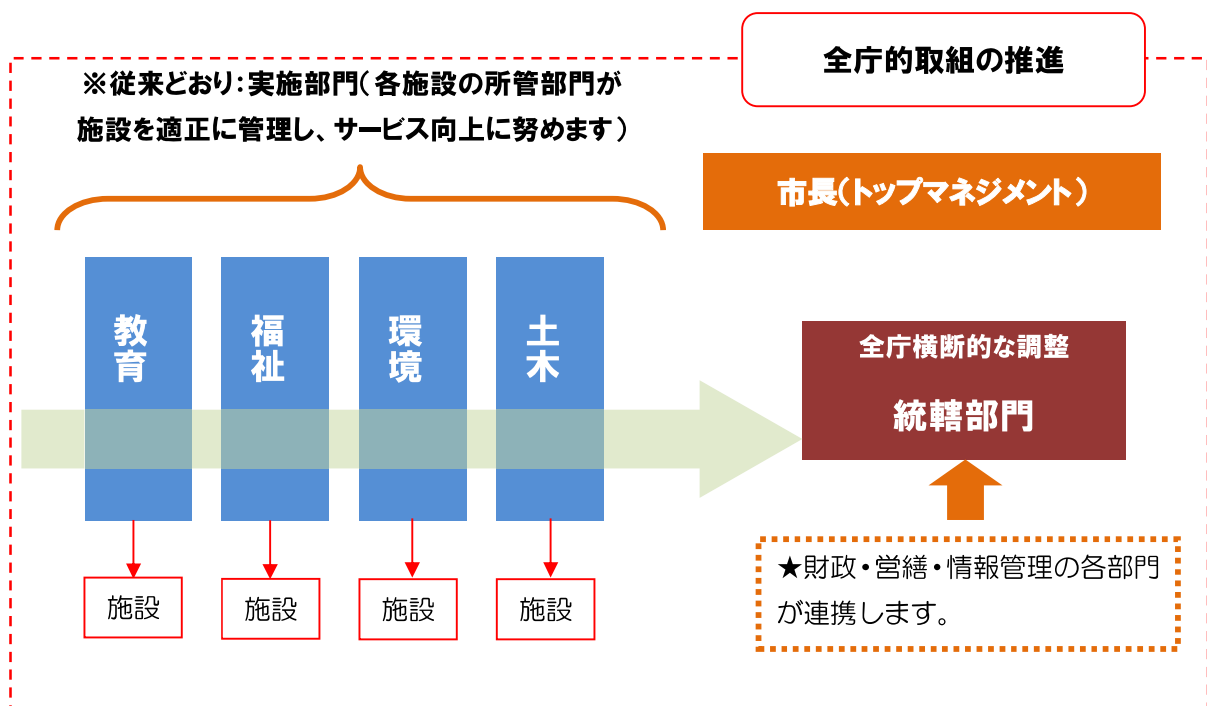 全庁的取組の推進
※従来どおり：実施部門（各施設の所管部門が
施設を適正に管理し、サービス向上に努めます）
市長（トップマネジメント）
教育
福祉
環境
土木
全庁横断的な調整
統轄部門
施設
施設
施設
施設
★財政・営繕・情報管理の各部門
が連携します。